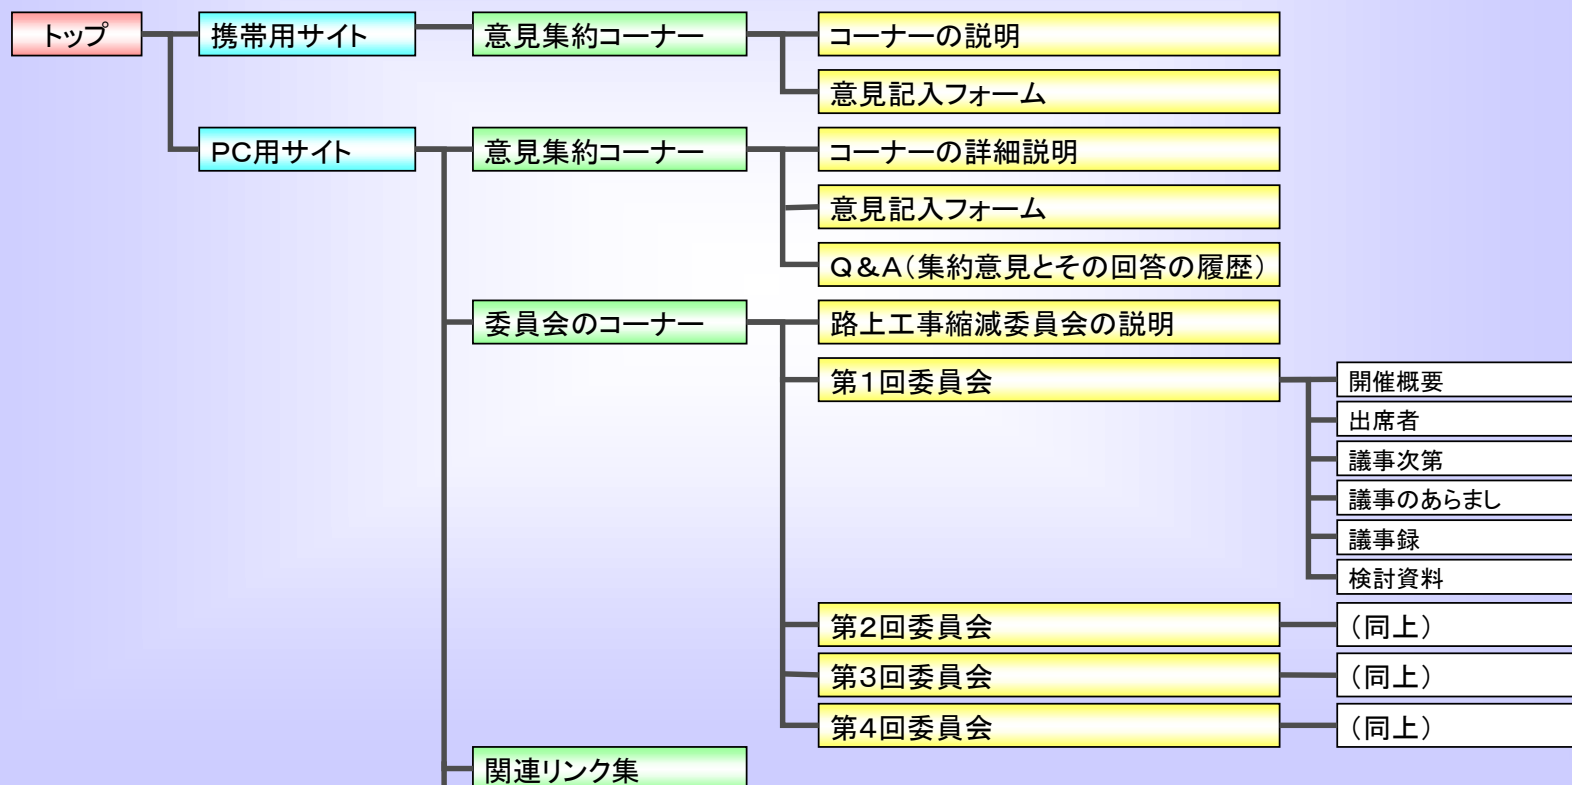 トップ
携帯用サイト
意見集約コーナー
コーナーの説明
意見記入フォーム
PC用サイト
意見集約コーナー
コーナーの詳細説明
意見記入フォーム
Q&A(集約意見とその回答の履歴)
委員会のコーナー
路上工事縮減委員会の説明
第1回委員会
開催概要
出席者
議事次第
議事のあらまし
議事録
検討資料
第2回委員会
(同上)
第3回委員会
(同上)
第4回委員会
(同上)
関連リンク集